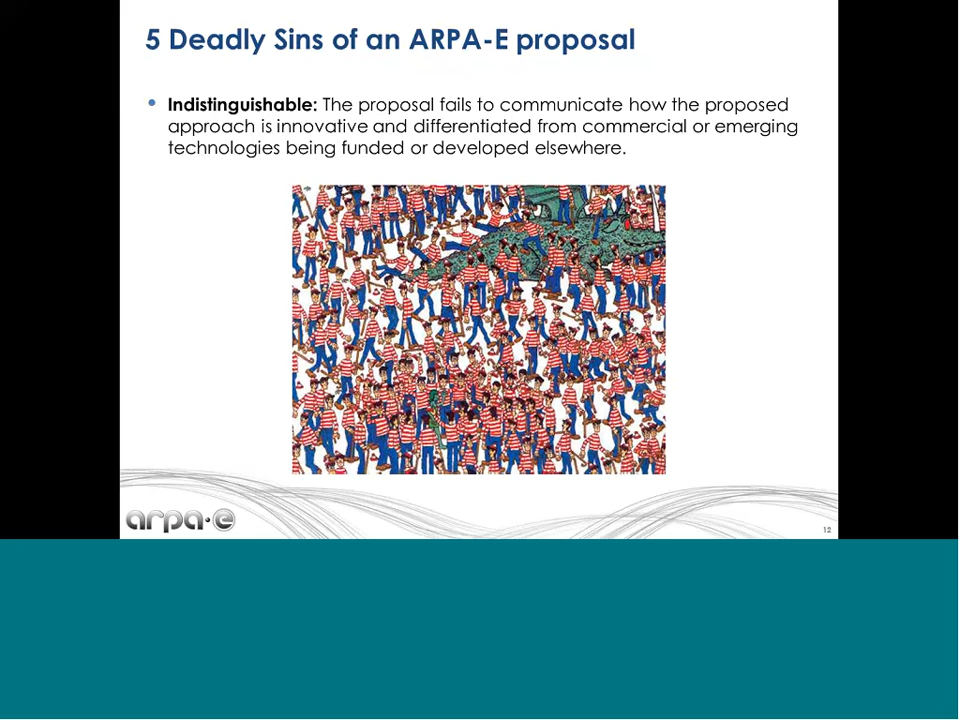 5 Deadly Sins of an ARPA-E proposal
• Indistinguishable: The proposal fails to communicate how the proposed
approach is innovative and differentiated from commercial or emerging
technologies being funded or developed elsewhere.
arpa·e
12